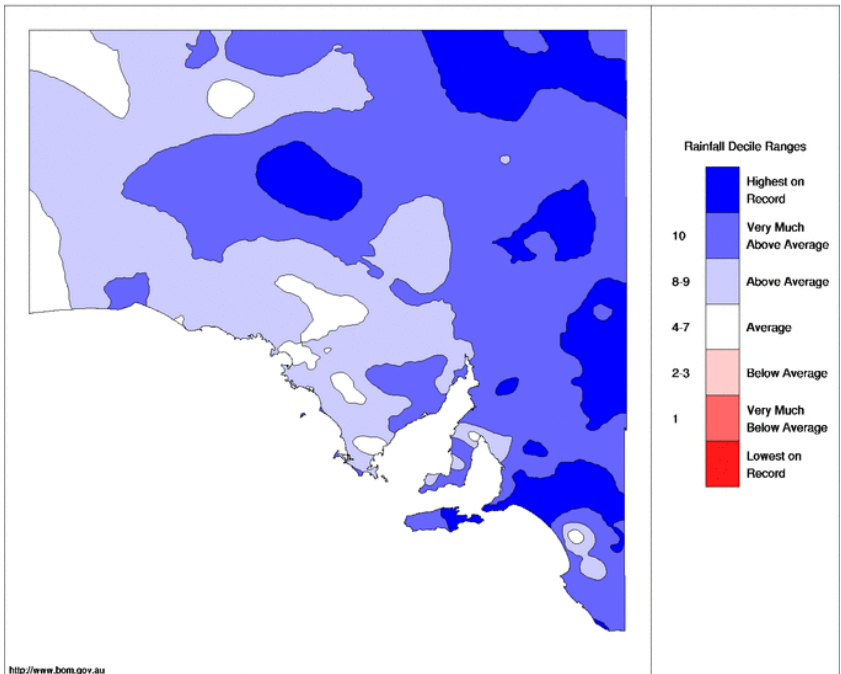 Rainfall Decile Ranges
Highest on
Record
10
Very Much
Above Average
8-9
Above Average
4-7
Average
2-3
Below Average
1
Very Much
Below Average
Lowest on
Record
http://www.bom.gov.au